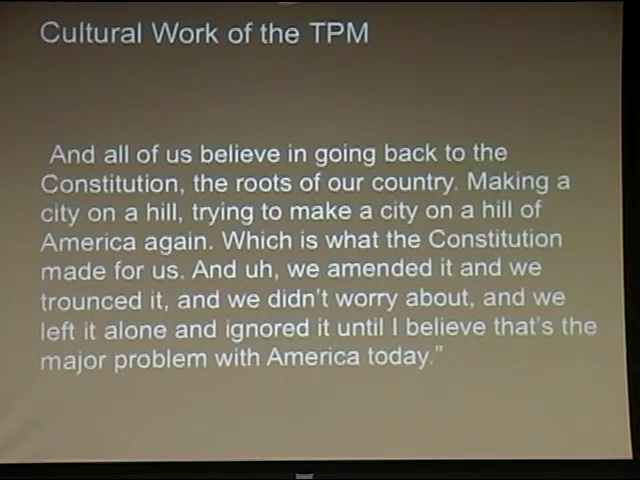 Cultural Work of the TPM
And all of us believe in going back to the
Constitution, the roots of our country. Making a
city on a hill, trying to make a city on a hill of
America again. Which is what the Constitution
made for us. And uh, we amended it and we
trounced it, and we didn't worry about, and we
left it alone and ignored it until I believe that's the
major problem with America today.”